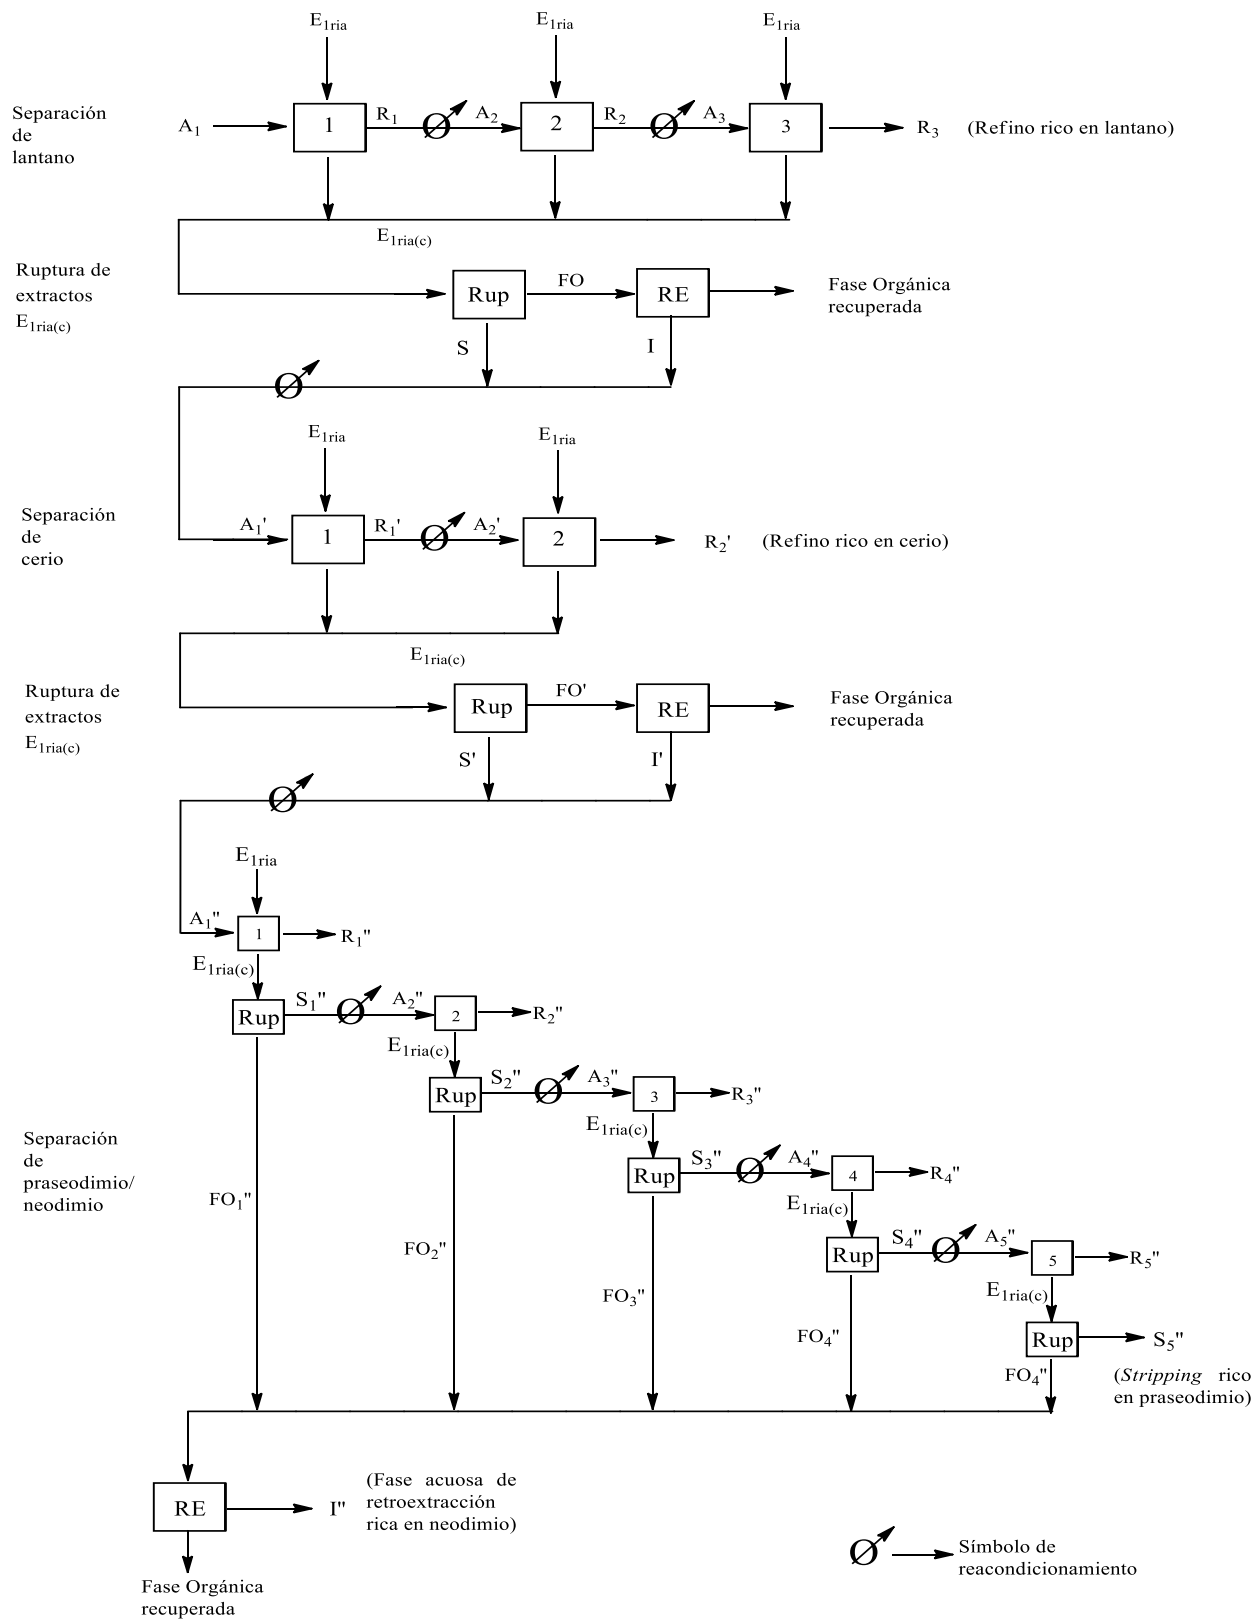 E1ria
E1ria
E1ria
Separación
de
lantano
A1
1
R1
A2
2
R2
A3
3
R3
(Refino rico en lantano)
E1ria(c)
Ruptura de
extractos
E1ria(c)
Rup
FO
RE
Fase Orgánica
recuperada
S
I
E1ria
E1ria
Separación
de
cerio
A1'
1
R1'
A2'
2
R2'
(Refino rico en cerio)
E1ria(c)
Ruptura de
extractos
E1ria(c)
Rup
FO'
RE
Fase Orgánica
recuperada
S'
I'
E1ria
A1"
1
R1"
E1ria(c)
Rup
S1"
A2"
2
R2"
E1ria(c)
Rup
S2"
A3"
3
R3"
E1ria(c)
Separación
de
praseodimio/
neodimio
Rup
S3"
A4"
4
R4"
E1ria(c)
FO1"
FO2"
Rup
S4"
A5"
5
R5"
E1ria(c)
FO3"
FO4"
Rup
S5"
FO4"
(Stripping rico
en praseodimio)
RE
I"
(Fase acuosa de
retroextracción
rica en neodimio)
Fase Orgánica
recuperada
Símbolo de
reacondicionamiento